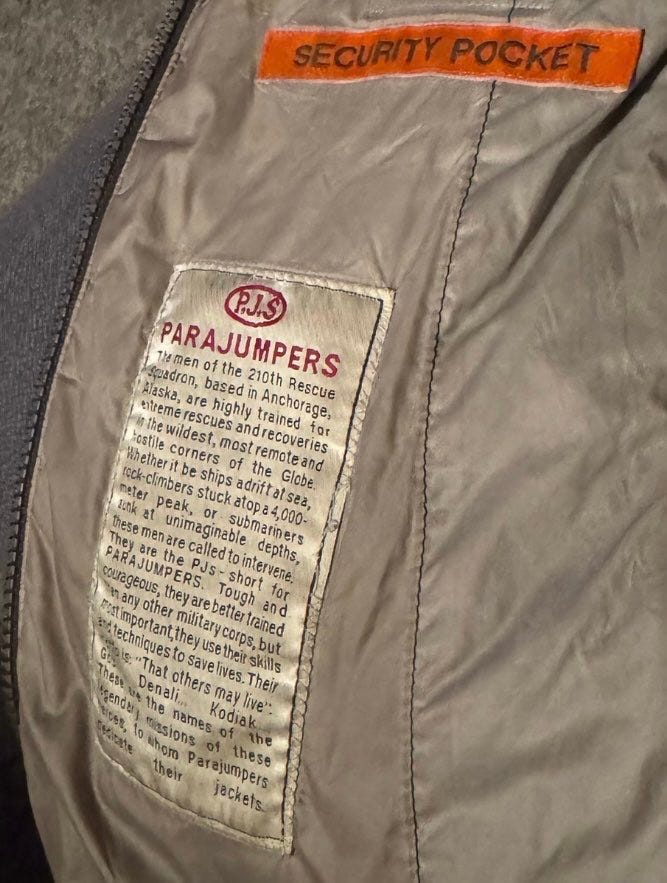 SECURITY POCKET
P.J.S
PARAJUMPERS
The men of the 210th Rescue
Squadron, based in Anchorage,
Alaska, are highly trained for
extreme rescues and recoveries
in the wildest, most remote and
hostile corners of the Globe.
Whether it be ships adrift at sea,
rock-climbers stuck atop a 4,000-
meter peak, or submariners
sunk at unimaginable depths,
these men are called to intervene.
They are the PJs - short for
PARAJUMPERS. Tough and
courageous, they are better trained
than any other military corps, but
most important, they use their skills
and techniques to save lives. Their
is: "That others may live".
Denali... Kodiak...
These are the names of the
legendary missions of these
heroes, to whom Parajumpers
dedicate their jackets.